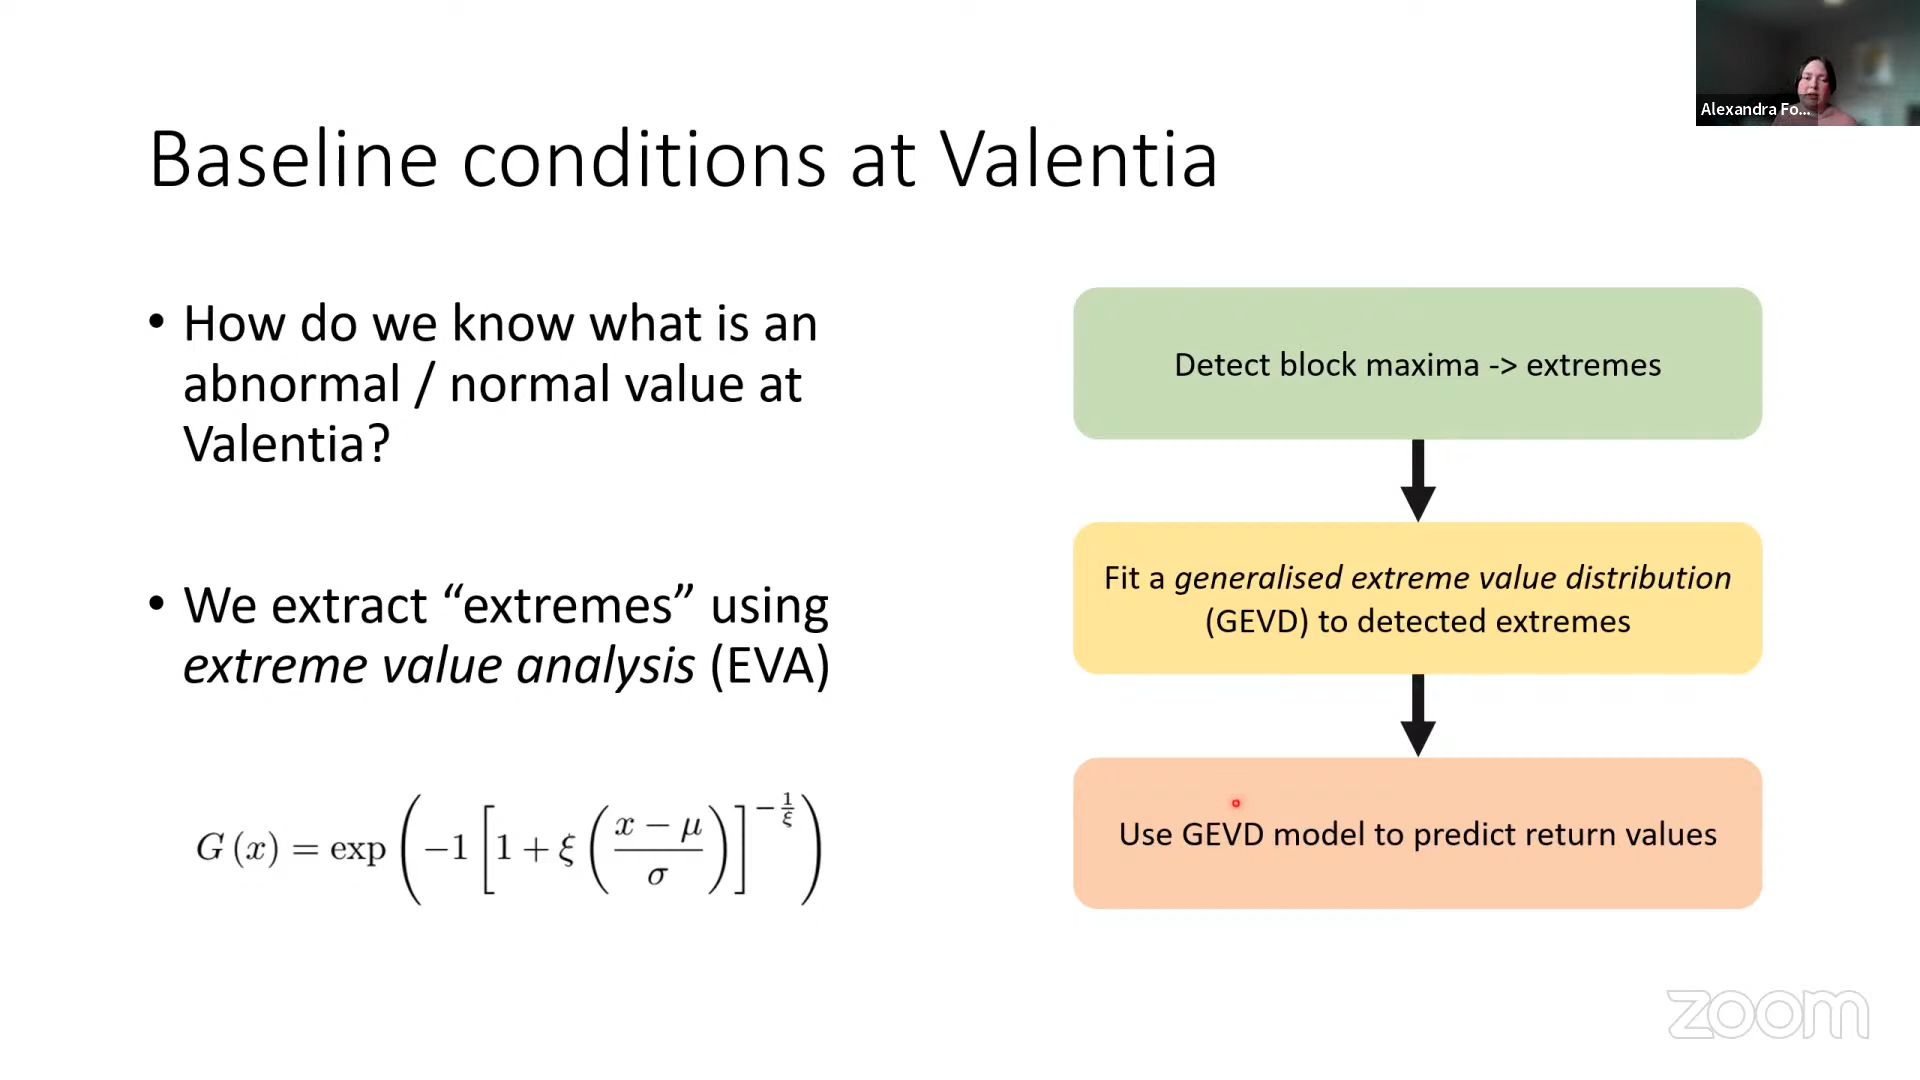 Alexandra Fo...
Baseline conditions at Valentia
• How do we know what is an
abnormal / normal value at
Valentia?
• We extract “extremes” using
extreme value analysis (EVA)
G (x) = exp ( −1 [ 1 + ξ ( x − μ / σ ) ] ^ − 1/ξ )
Detect block maxima -> extremes
Fit a generalised extreme value distribution
(GEVD) to detected extremes
Use GEVD model to predict return values
zoom